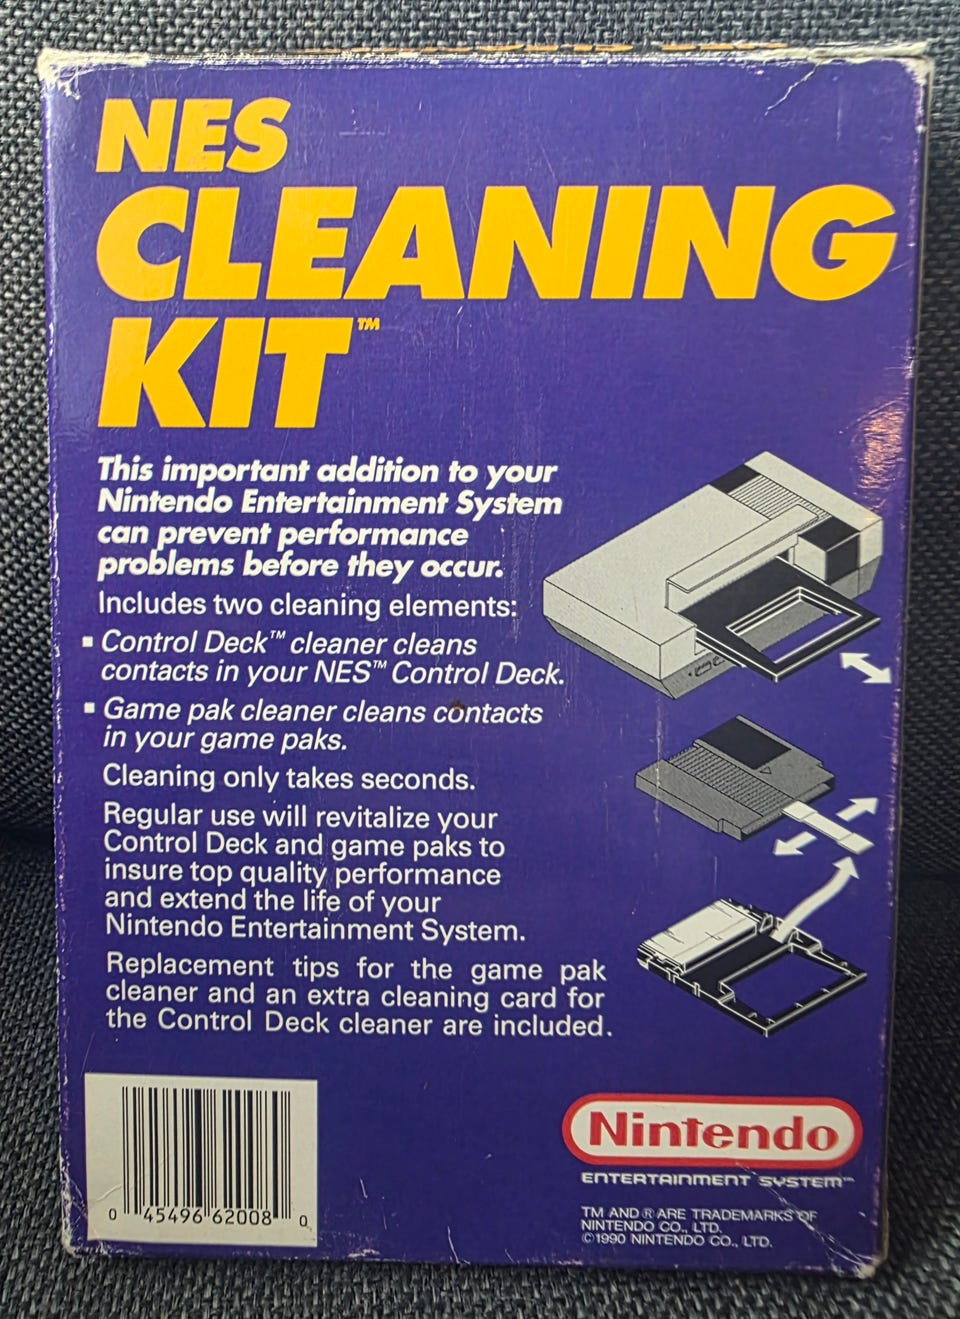 NES
CLEANING
KIT™
This important addition to your
Nintendo Entertainment System
can prevent performance
problems before they occur.
Includes two cleaning elements:
▪ Control Deck™ cleaner cleans
contacts in your NES™ Control Deck.
▪ Game pak cleaner cleans contacts
in your game paks.
Cleaning only takes seconds.
Regular use will revitalize your
Control Deck and game paks to
insure top quality performance
and extend the life of your
Nintendo Entertainment System.
Replacement tips for the game pak
cleaner and an extra cleaning card for
the Control Deck cleaner are included.
0 45496 62008 0
Nintendo
ENTERTAINMENT SYSTEM™
TM AND ® ARE TRADEMARKS OF
NINTENDO CO., LTD.
©1990 NINTENDO CO., LTD.